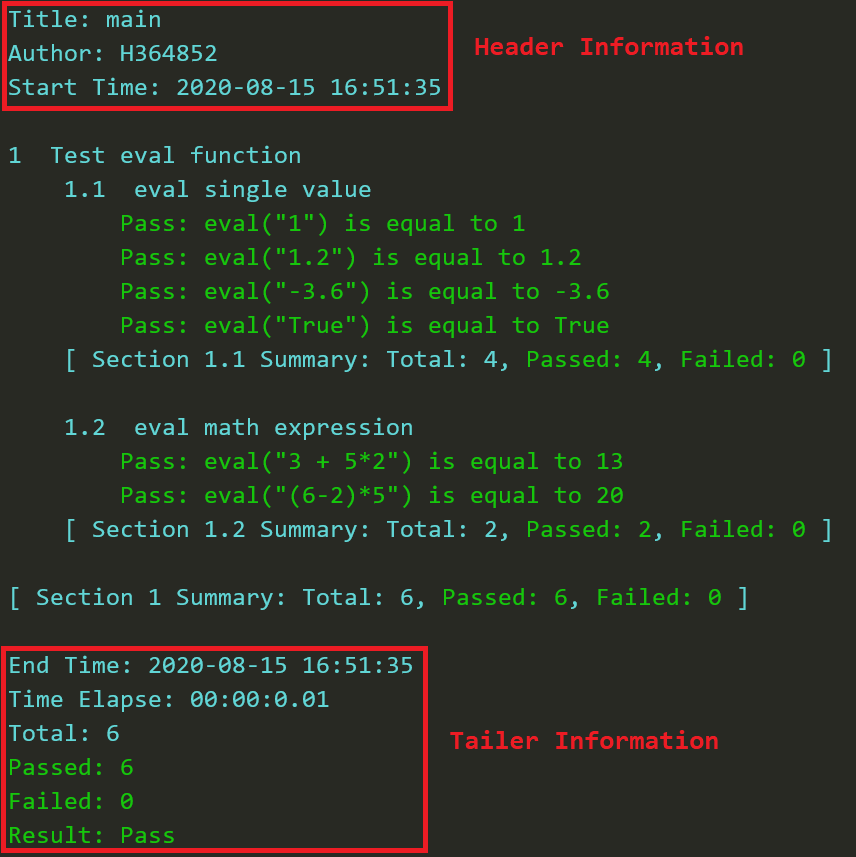 Title: main
Author: H364852
Start Time: 2020-08-15 16:51:35
Header Information
1  Test eval function
1.1  eval single value
Pass: eval("1") is equal to 1
Pass: eval("1.2") is equal to 1.2
Pass: eval("-3.6") is equal to -3.6
Pass: eval("True") is equal to True
[ Section 1.1 Summary: Total: 4, Passed: 4, Failed: 0 ]
1.2  eval math expression
Pass: eval("3 + 5*2") is equal to 13
Pass: eval("(6-2)*5") is equal to 20
[ Section 1.2 Summary: Total: 2, Passed: 2, Failed: 0 ]
[ Section 1 Summary: Total: 6, Passed: 6, Failed: 0 ]
End Time: 2020-08-15 16:51:35
Time Elapse: 00:00:0.01
Total: 6
Passed: 6
Failed: 0
Result: Pass
Tailer Information